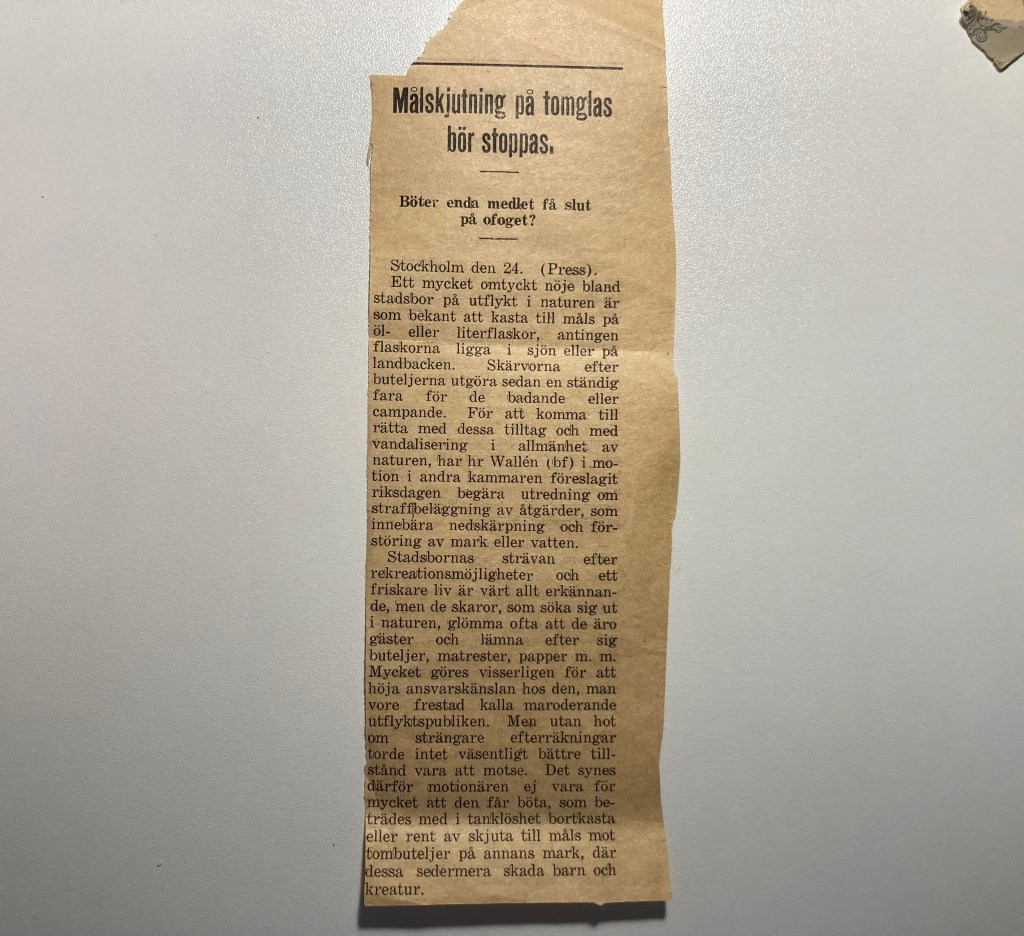 Målskjutning på tomglas
bör stoppas.
Böter enda medlet få slut
på ofoget?
Stockholm den 24. (Press).
Ett mycket omtyckt nöje bland
stadsbor på utflykt i naturen är
som bekant att kasta till måls på
öl- eller literflaskor, antingen
flaskorna ligga i sjön eller på
landbacken. Skärvorna efter
buteljerna utgöra sedan en ständig
fara för de badande eller
campande. För att komma till
rätta med dessa tilltag och med
vandalisering i allmänhet av
naturen, har hr Wallén (bf) i mo-
tion i andra kammaren föreslagit
riksdagen begära utredning om
straffbeläggning av åtgärder, som
innebära nedskärpning och för-
störing av mark eller vatten.
Stadsbornas strävan efter
rekreationsmöjligheter och ett
friskare liv är värt allt erkännan-
de, men de skaror, som söka sig ut
i naturen, glömma ofta att de äro
gäster och lämna efter sig
buteljer, matrester, papper m. m.
Mycket göres visserligen för att
höja ansvarskänslan hos den, man
vore frestad kalla maroderande
utflyktspubliken. Men utan hot
om strängare efterräkningar
torde intet väsentligt bättre till-
stånd vara att motse. Det synes
därför motionären ej vara för
mycket att den får böta, som be-
trädes med i tanklöshet bortkasta
eller rent av skjuta till måls mot
tombuteljer på annans mark, där
dessa sedermera skada barn och
kreatur.